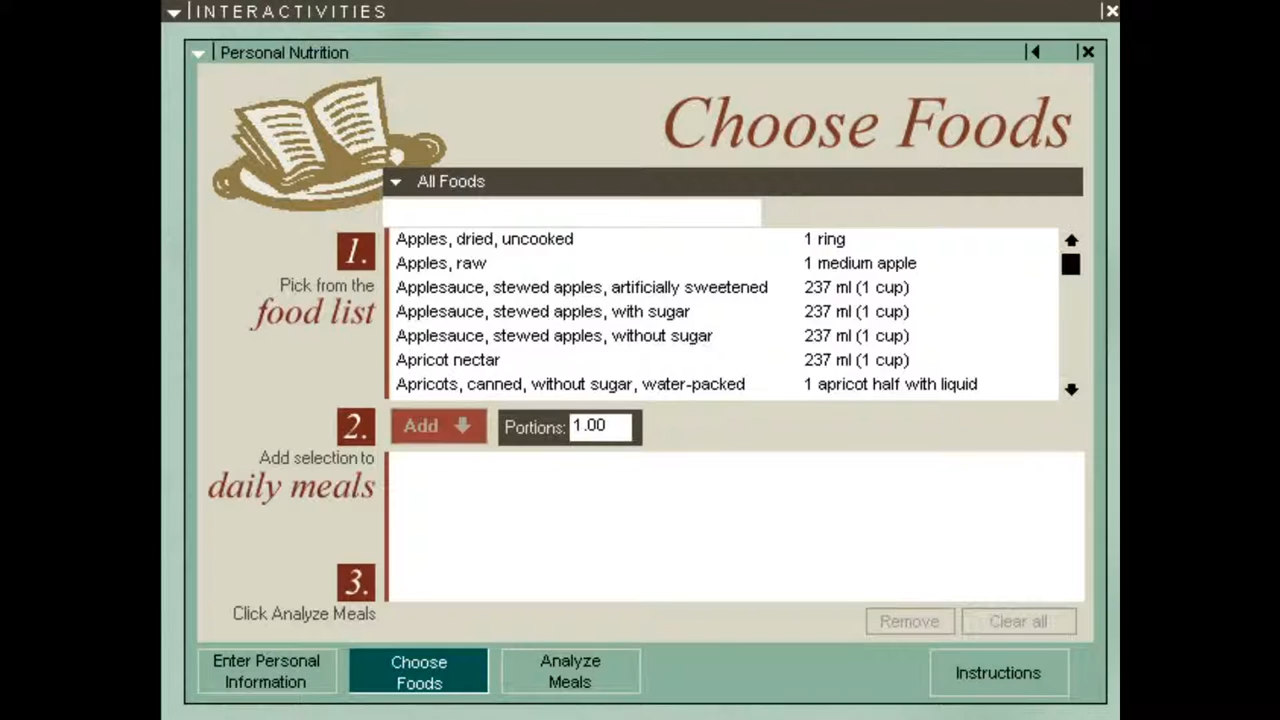 INTERACTIVITIES
Personal Nutrition
Choose Foods
All Foods
1.
Pick from the
food list
Apples, dried, uncooked 1 ring
Apples, raw 1 medium apple
Applesauce, stewed apples, artificially sweetened 237 ml (1 cup)
Applesauce, stewed apples, with sugar 237 ml (1 cup)
Applesauce, stewed apples, without sugar 237 ml (1 cup)
Apricot nectar 237 ml (1 cup)
Apricots, canned, without sugar, water-packed 1 apricot half with liquid
2.
Add selection to
daily meals
Add Portions: 1.00
3.
Click Analyze Meals
Remove Clear all
Enter Personal
Information
Choose
Foods
Analyze
Meals
Instructions